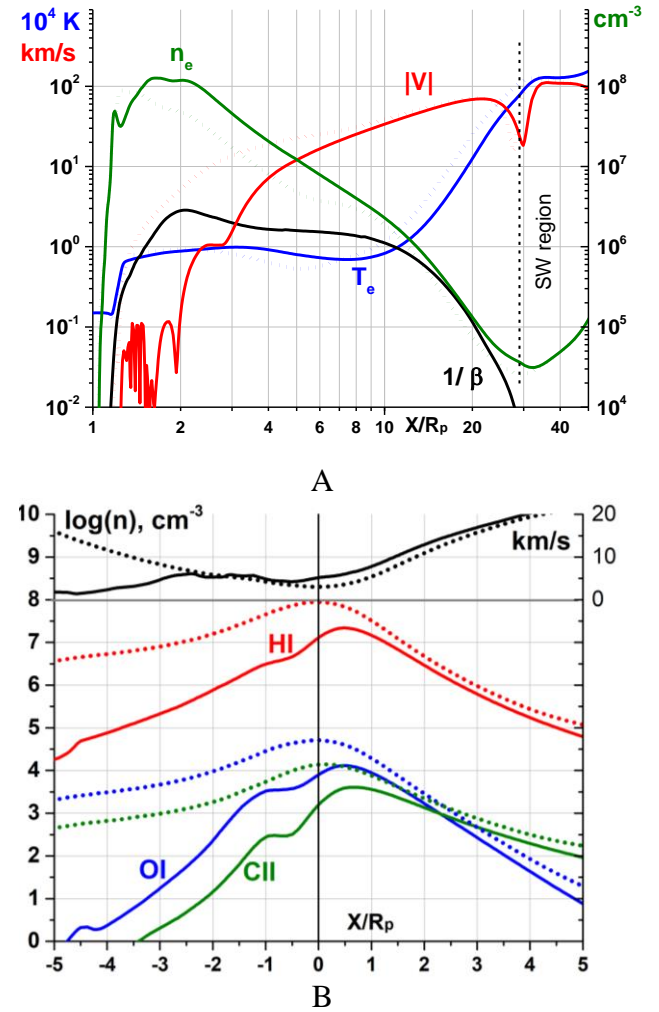 10⁴ K
km/s
cm⁻³
nₑ
|V|
10²
10⁸
10¹
10⁷
10⁰
10⁶
Tₑ
SW region
10⁻¹
10⁵
1/ β
10⁻²
10⁴
1 2 4 6 8 10 X/Rₚ 20 40
A
10 log(n), cm⁻³ 20
km/s
9 10
8 0
7 HI
6
5
4
3
2
OI CII
1
X/Rₚ
0
-5 -4 -3 -2 -1 0 1 2 3 4 5
B